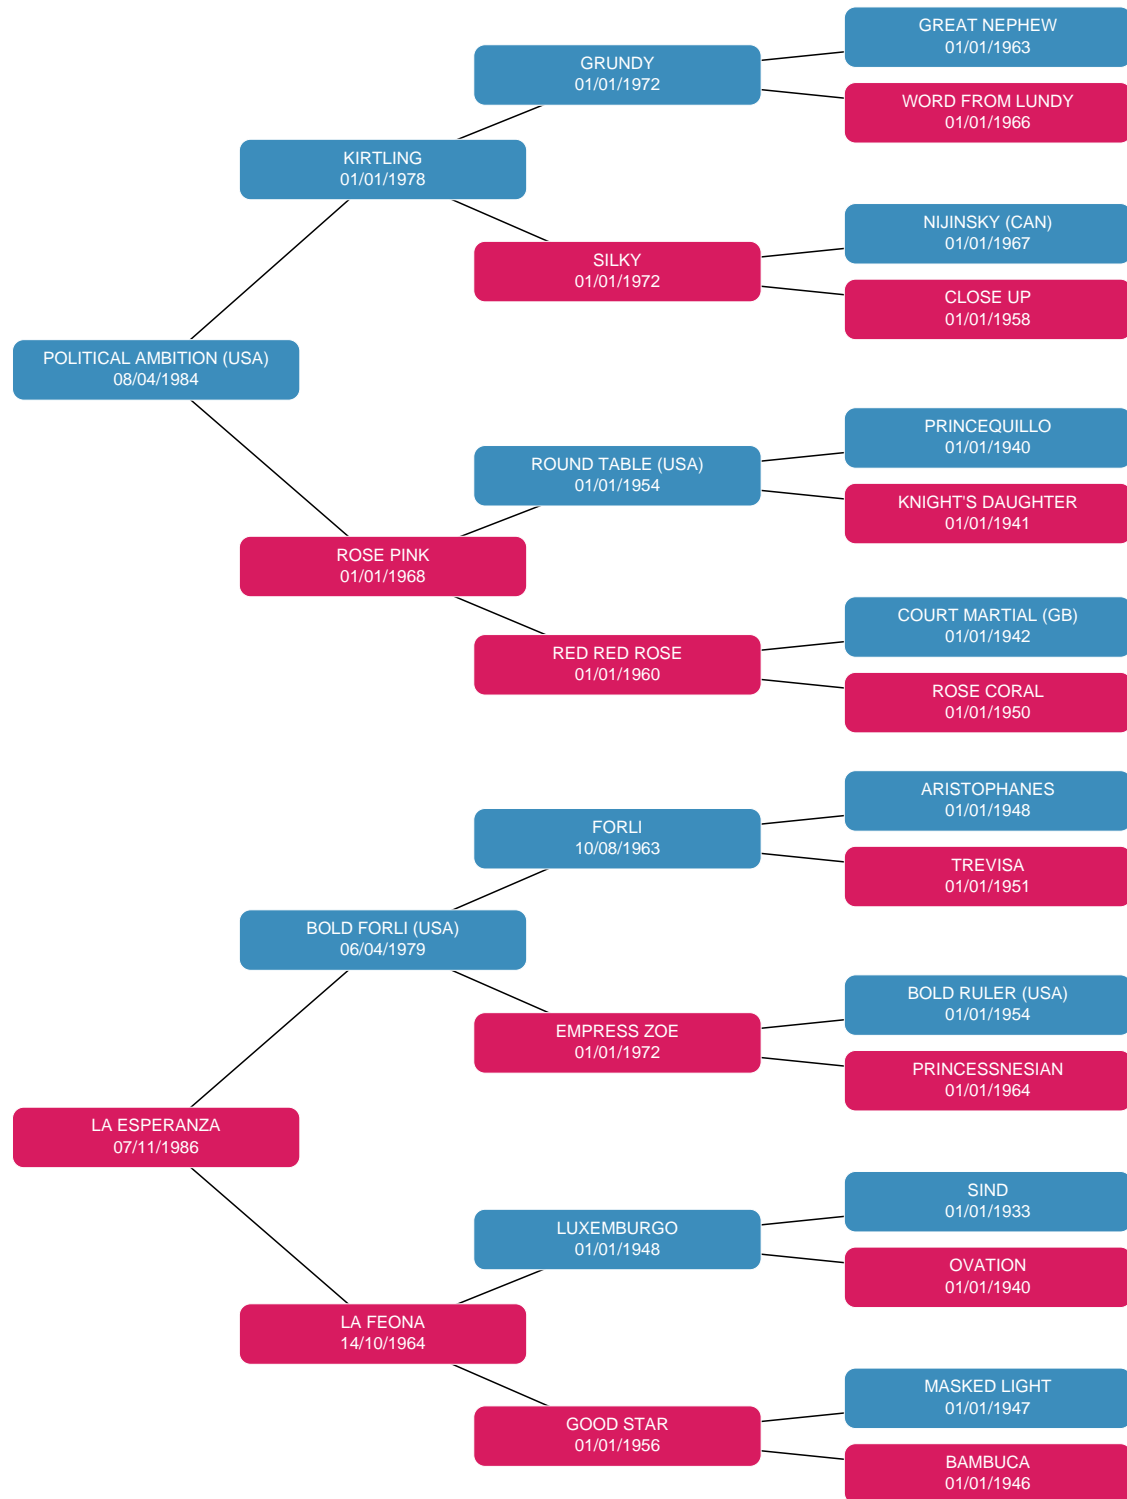 GREAT NEPHEW
01/01/1963
GRUNDY
01/01/1972
WORD FROM LUNDY
01/01/1966
KIRTLING
01/01/1978
NIJINSKY (CAN)
01/01/1967
SILKY
01/01/1972
CLOSE UP
01/01/1958
POLITICAL AMBITION (USA)
08/04/1984
PRINCEQUILLO
01/01/1940
ROUND TABLE (USA)
01/01/1954
KNIGHT'S DAUGHTER
01/01/1941
ROSE PINK
01/01/1968
COURT MARTIAL (GB)
01/01/1942
RED RED ROSE
01/01/1960
ROSE CORAL
01/01/1950
ARISTOPHANES
01/01/1948
FORLI
10/08/1963
TREVISA
01/01/1951
BOLD FORLI (USA)
06/04/1979
BOLD RULER (USA)
01/01/1954
EMPRESS ZOE
01/01/1972
PRINCESSNESIAN
01/01/1964
LA ESPERANZA
07/11/1986
SIND
01/01/1933
LUXEMBURGO
01/01/1948
OVATION
01/01/1940
LA FEONA
14/10/1964
MASKED LIGHT
01/01/1947
GOOD STAR
01/01/1956
BAMBUCA
01/01/1946